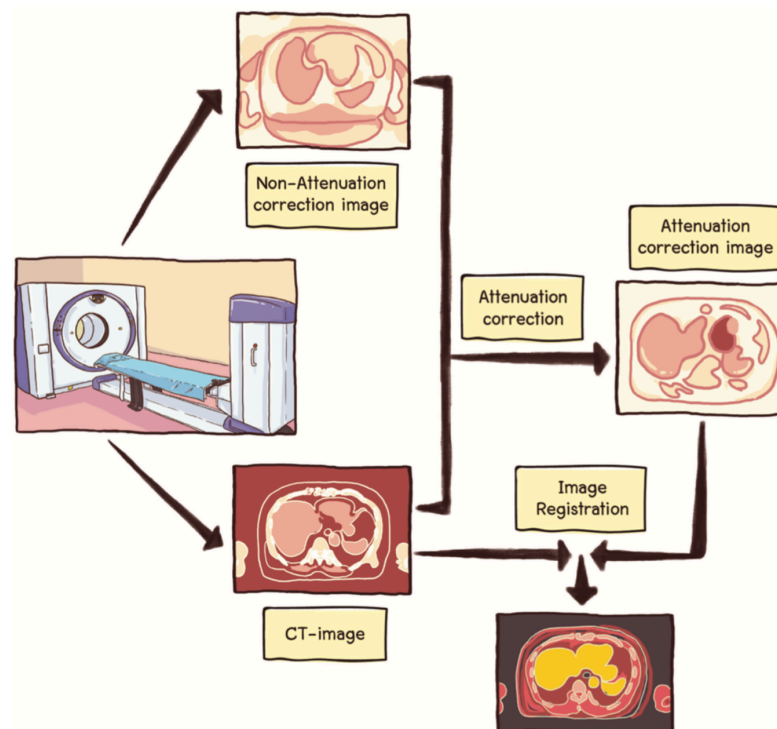 Non-Attenuation
correction image
Attenuation
correction image
Attenuation
correction
Image
Registration
CT-image